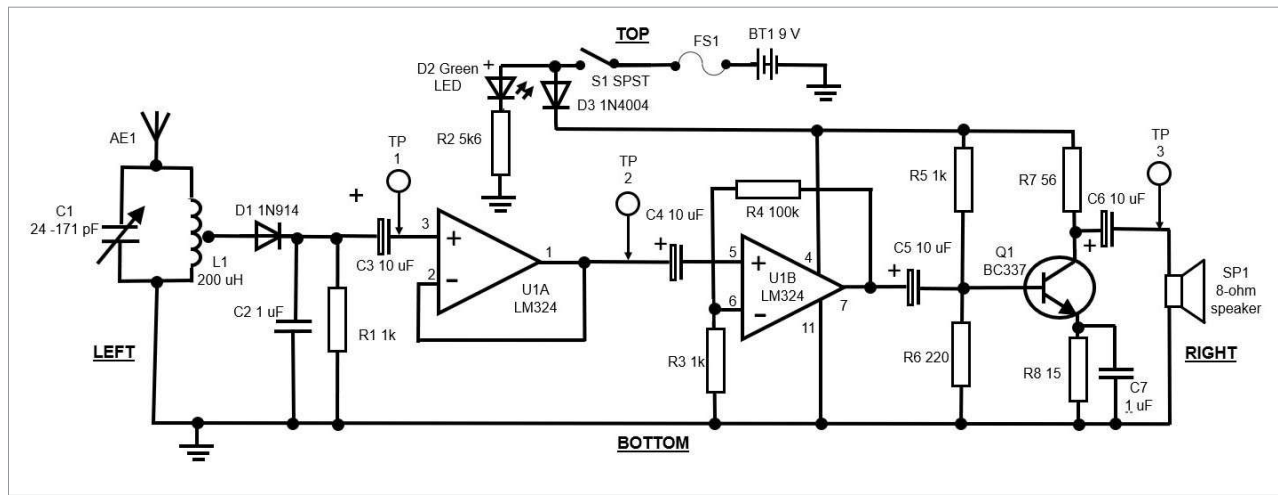 TOP
FS1
BT1 9 V
S1 SPST
D2 Green
LED
+
D3 1N4004
R2 5k6
AE1
C1
24 -171 pF
L1
200 uH
D1 1N914
C2 1 uF
R1 1k
+
C3 10 uF
TP
1
3
+
2
−
1
U1A
LM324
TP
2
C4 10 uF
+
R4 100k
R3 1k
5
+
6
−
4
U1B
LM324
11
7
C5 10 uF
+
R5 1k
R6 220
R7 56
Q1
BC337
R8 15
C7
1 uF
C6 10 uF
+
TP
3
SP1
8-ohm
speaker
LEFT
RIGHT
BOTTOM